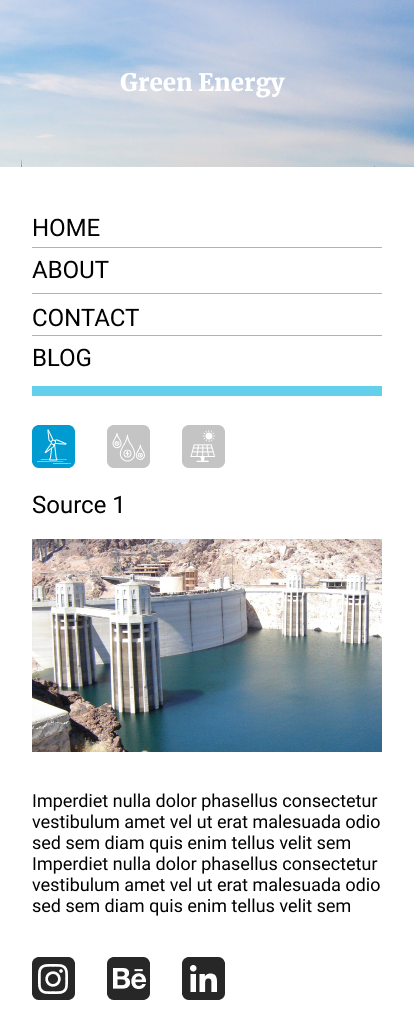 Green Energy
HOME
ABOUT
CONTACT
BLOG
Source 1
Imperdiet nulla dolor phasellus consectetur
vestibulum amet vel ut erat malesuada odio
sed sem diam quis enim tellus velit sem
Imperdiet nulla dolor phasellus consectetur
vestibulum amet vel ut erat malesuada odio
sed sem diam quis enim tellus velit sem
Bē
in